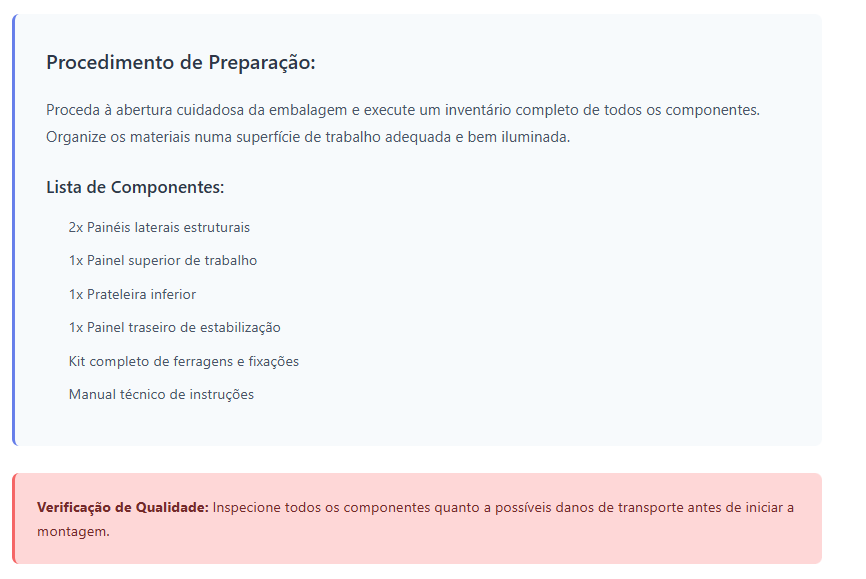 Procedimento de Preparação:
Proceda à abertura cuidadosa da embalagem e execute um inventário completo de todos os componentes.
Organize os materiais numa superfície de trabalho adequada e bem iluminada.
Lista de Componentes:
2x Painéis laterais estruturais
1x Painel superior de trabalho
1x Prateleira inferior
1x Painel traseiro de estabilização
Kit completo de ferragens e fixações
Manual técnico de instruções
Verificação de Qualidade: Inspecione todos os componentes quanto a possíveis danos de transporte antes de iniciar a
montagem.